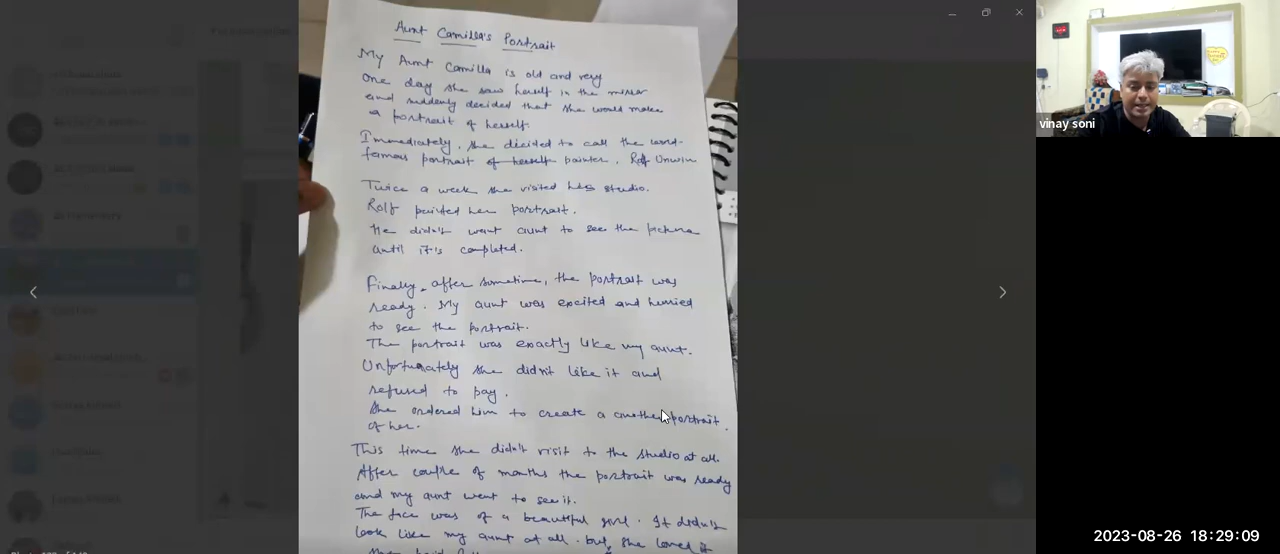 Aunt Camilla's Portrait
My Aunt Camilla is old and very
One day she saw herself in the mirror
and suddenly decided that she would make
a portrait of herself.
Immediately, she decided to call the world-
famous portrait of herself painter, Rolf Unwin
Twice a week she visited his studio.
Rolf painted her portrait.
He didn't want aunt to see the picture
until it's completed.
Finally, after sometime, the portrait was
ready. My aunt was excited and hurried
to see the portrait.
The portrait was exactly like my aunt.
Unfortunately she didn't like it and
refused to pay.
She ordered him to create a another portrait
of her.
This time she didn't visit to the studio at all.
After couple of months the portrait was ready
and my aunt went to see it.
The face was of a beautiful girl. It didn't
look like my aunt at all. but, she loved it
vinay soni
2023-08-26 18:29:09